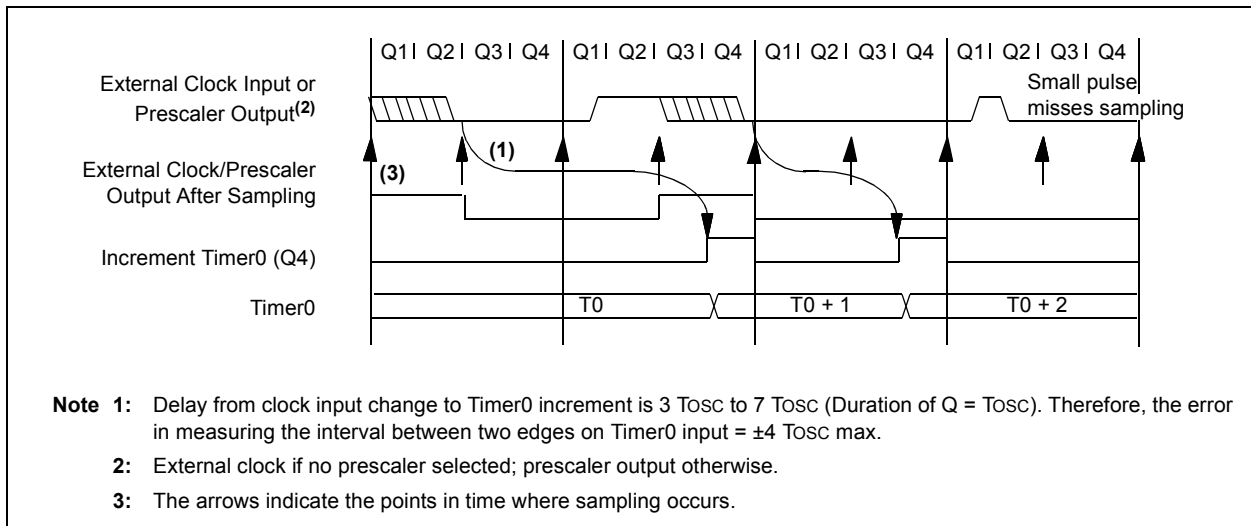 Q1 | Q2 | Q3 | Q4 Q1 | Q2 | Q3 | Q4 Q1 | Q2 | Q3 | Q4 Q1 | Q2 | Q3 | Q4
External Clock Input or
Prescaler Output(2)
Small pulse
misses sampling
(1)
(3)
External Clock/Prescaler
Output After Sampling
Increment Timer0 (Q4)
Timer0
T0 T0 + 1 T0 + 2
Note 1: Delay from clock input change to Timer0 increment is 3 TOSC to 7 TOSC (Duration of Q = TOSC). Therefore, the error
in measuring the interval between two edges on Timer0 input = ±4 TOSC max.
2: External clock if no prescaler selected; prescaler output otherwise.
3: The arrows indicate the points in time where sampling occurs.